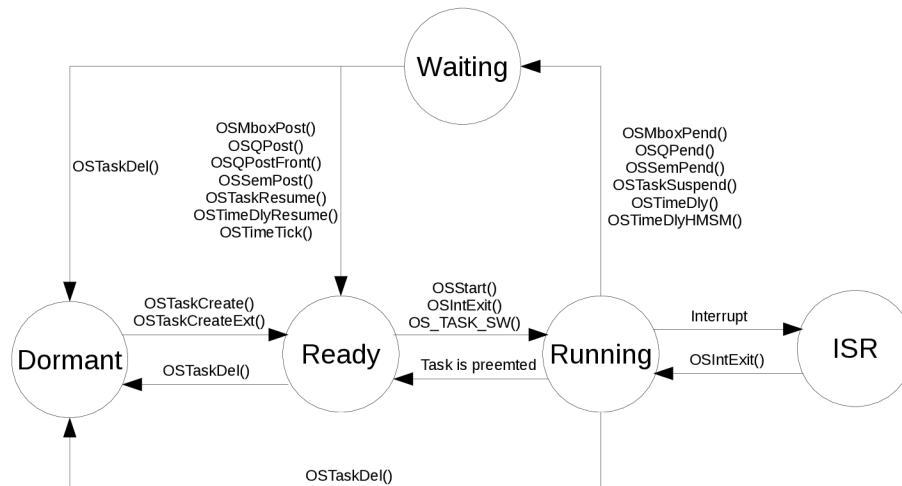 Waiting
OSTaskDel()
OSMboxPost()
OSQPost()
OSQPostFront()
OSSemPost()
OSTaskResume()
OSTimeDlyResume()
OSTimeTick()
OSMboxPend()
OSQPend()
OSSemPend()
OSTaskSuspend()
OSTimeDly()
OSTimeDlyHMSM()
Dormant
OSTaskCreate()
OSTaskCreateExt()
OSTaskDel()
Ready
OSStart()
OSIntExit()
OS_TASK_SW()
Task is preemted
Running
Interrupt
OSIntExit()
ISR
OSTaskDel()